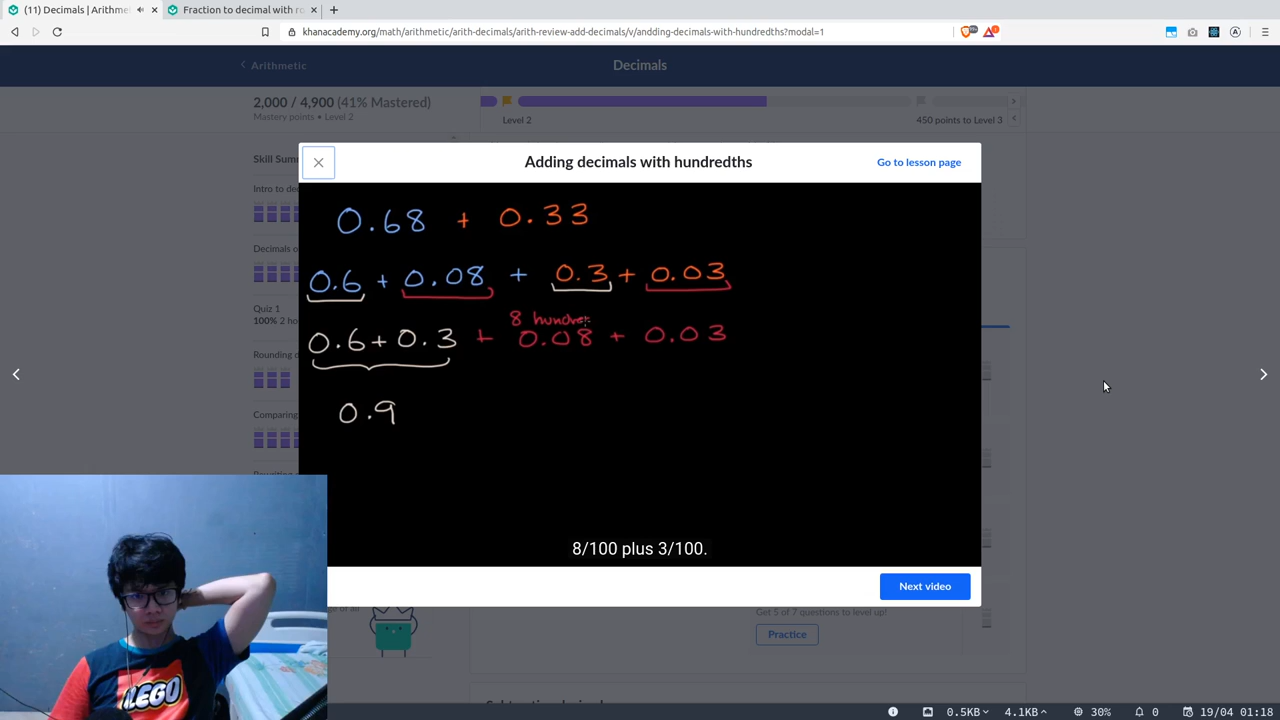 (11) Decimals | Arithme
Fraction to decimal with ro
khanacademy.org/math/arithmetic/arith-decimals/arith-review-add-decimals/v/andding-decimals-with-hundredths?modal=1
Arithmetic
Decimals
2,000 / 4,900 (41% Mastered)
Mastery points • Level 2
Level 2
450 points to Level 3
Skill Sum
Intro to de
Decimals o
Quiz 1
100% 2 ho
Rounding d
Comparing
Adding decimals with hundredths
Go to lesson page
0.68 + 0.33
0.6 + 0.08 + 0.3 + 0.03
8 hundre
0.6 + 0.3 + 0.08 + 0.03
0.9
8/100 plus 3/100.
Next video
Get 5 of 7 questions to level up!
Practice
LEGO
0.5KB
4.1KB
30%
0
19/04 01:18